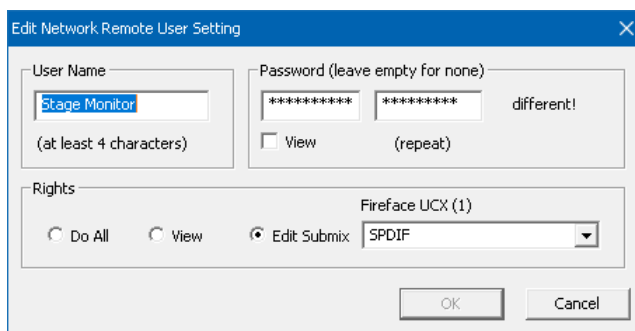 Edit Network Remote User Setting
User Name
Password (leave empty for none)
Stage Monitor
********** ********* different!
(at least 4 characters)
View
(repeat)
Rights
Fireface UCX (1)
Do All
View
Edit Submix
SPDIF
OK
Cancel